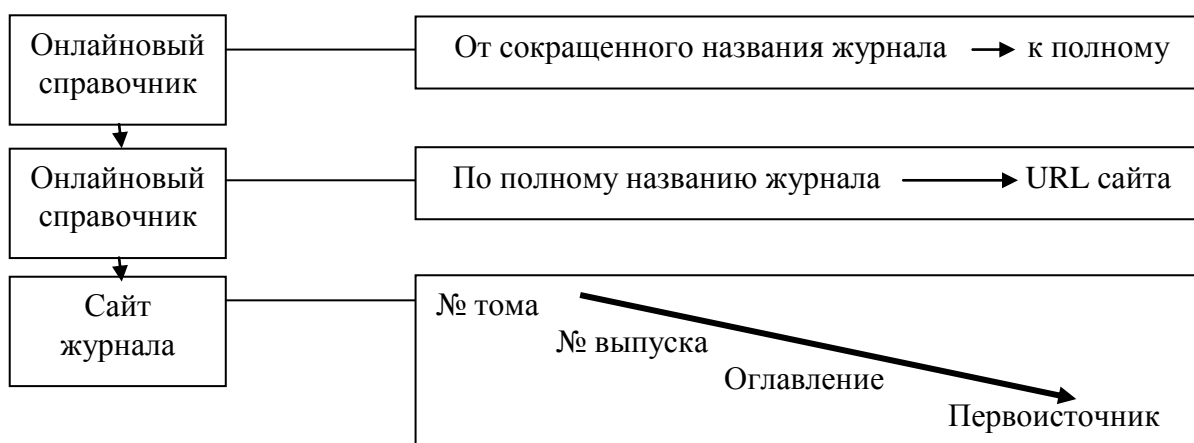 Онлайновый
справочник
От сокращенного названия журнала к полному
Онлайновый
справочник
По полному названию журнала URL сайта
Сайт
журнала
№ тома
№ выпуска
Оглавление
Первоисточник